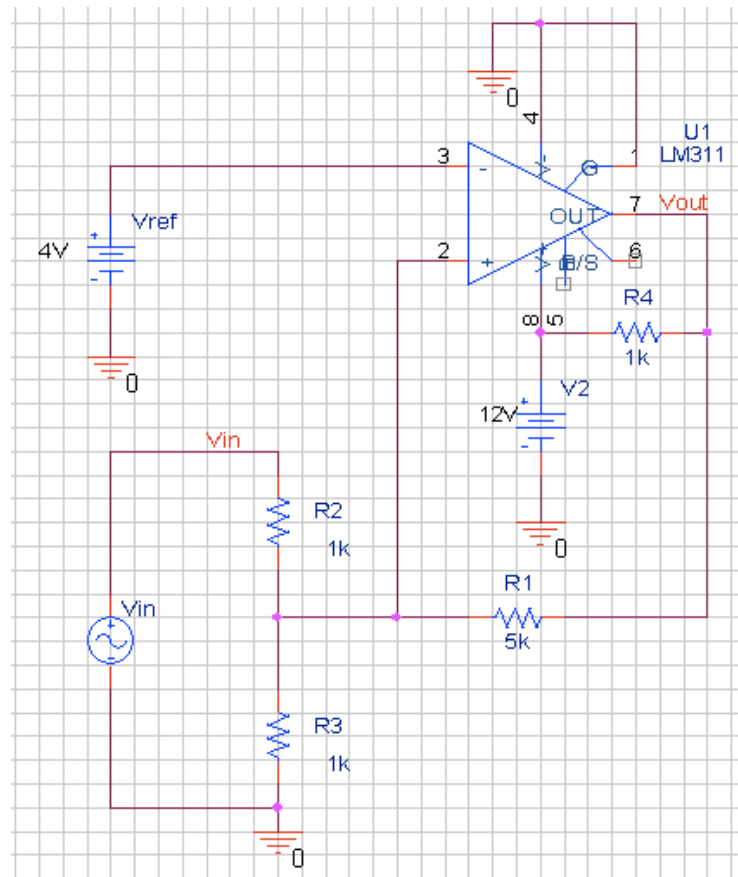 0
4
U1
LM311
3
-
V-
G
1
7
Vout
OUT
Vref
+
4V
-
2
+
V+
B/S
6
8
5
R4
1k
0
V2
+
12V
-
Vin
R2
1k
0
R1
5k
Vin
+
-
R3
1k
0